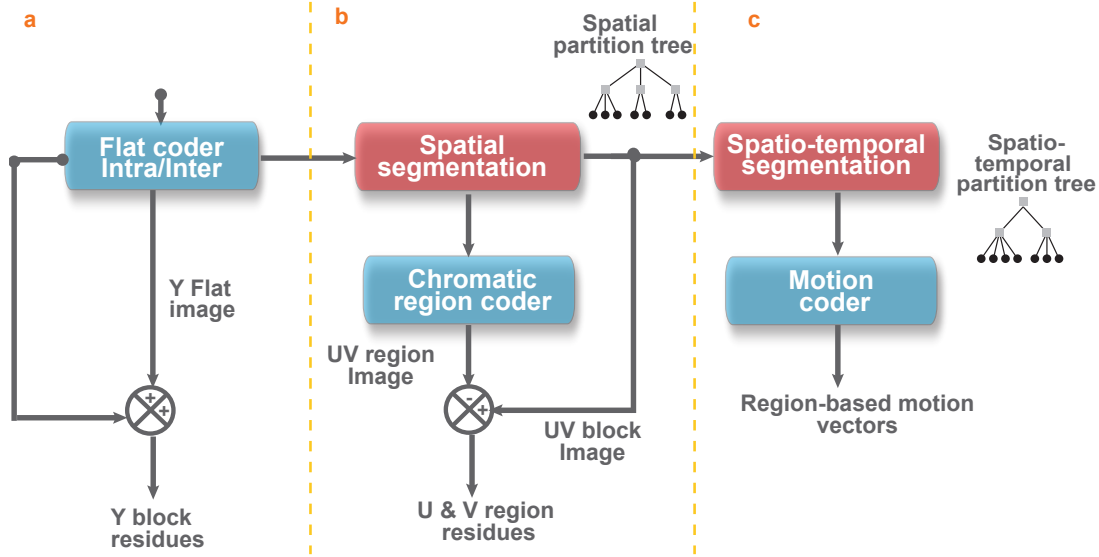 a
Flat coder
Intra/Inter
Y Flat
image
+
+
Y block
residues
b
Spatial
partition tree
Spatial
segmentation
Chromatic
region coder
UV region
Image
-
+
UV block
Image
U & V region
residues
c
Spatio-temporal
segmentation
Spatio-
temporal
partition tree
Motion
coder
Region-based motion
vectors